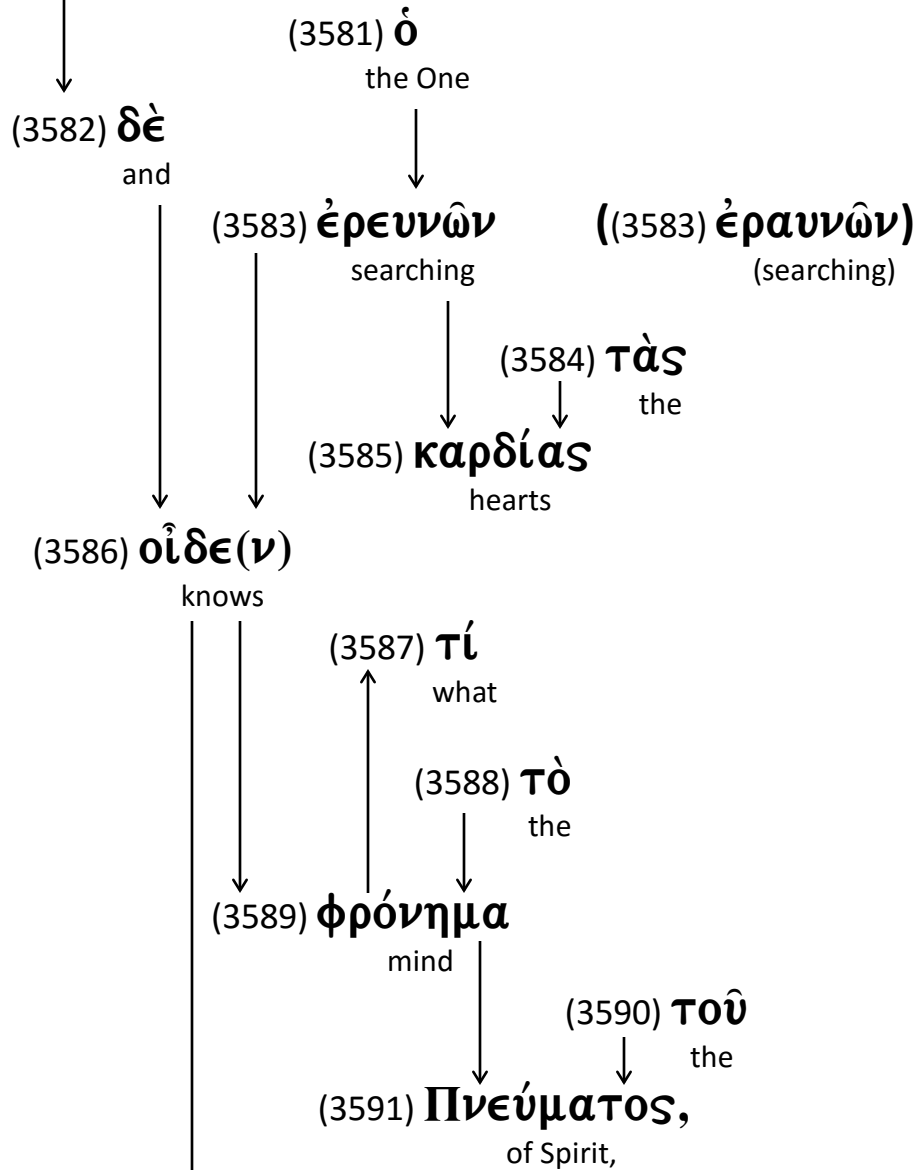 (3581) ὁ
the One
(3582) δὲ
and
(3583) ἐρευνῶν ((3583) ἐραυνῶν)
searching (searching)
(3584) τὰς
the
(3585) καρδίας
hearts
(3586) οἶδε(ν)
knows
(3587) τί
what
(3588) τὸ
the
(3589) φρόνημα
mind
(3590) τοῦ
the
(3591) Πνεύματος,
of Spirit,